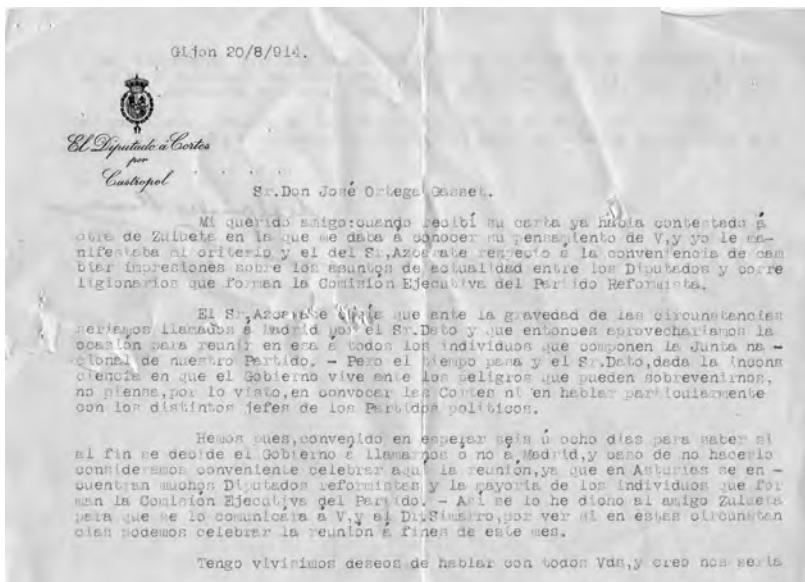 Gijon 20/8/914.
El Diputado á Cortes
por
Castropol
Sr.Don José Ortega Gasset.
Mi querido amigo:cuando recibí su carta ya había contestado á
otra de Zulueta en la que me daba á conocer su pensamiento de V,y yo le ma-
nifestaba mi criterio y el del Sr,Azcarate respecto á la conveniencia de cam
biar impresiones sobre los asuntos de actualidad entre los Diputados y corre
ligionarios que forman la Comisión Ejecutiva del Partido Reformista.
El Sr,Azcarate que ante la gravedad de las circunstancias
seriamos llamados á Madrid por el Sr.Dato y que entonces aprovechariamos la
ocasión para reunir en esa á todos los individuos que componen la Junta na -
cional de nuestro Partido. - Pero el tiempo pasa y el Sr.Dato,dada la incons
ciencia en que el Gobierno vive ante los peligros que pueden sobrevenirnos,
no piensa,por lo visto,en convocar las Cortes ni en hablar particularmente
con los distintos jefes de los Partidos políticos.
Hemos pues,convenido en esperar seis ú ocho dias para saber si
al fin se decide el Gobierno á llamarnos ó no á Madrid,y caso de no hacerlo
consideramos conveniente celebrar aquí la reunión,ya que en Asturias se en -
cuentran muchos Diputados reformistas y la mayoría de los individuos que for
man la Comisión Ejecutiva del Partido. - Así se lo he dicho al amigo Zulueta
para que se lo comunicara á V,y al Dr.Simarro,por ver si en estas circunstan
cias podemos celebrar la reunión á fines de este mes.
Tengo vivisimos deseos de hablar con todos Vds,y creo nos seria